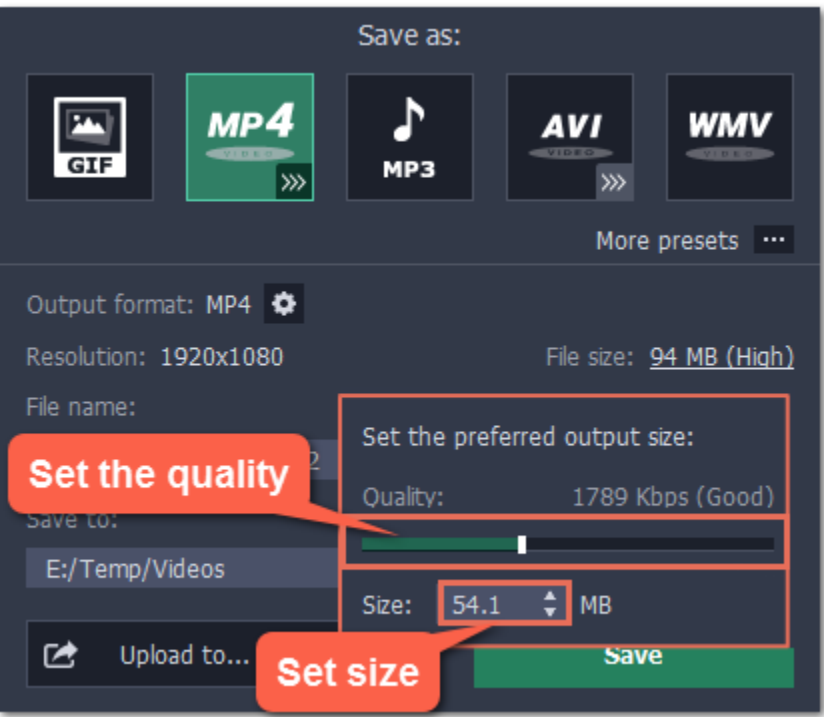 Save as:
GIF
MP4
VIDEO
MP3
AVI
VIDEO
WMV
VIDEO
More presets ...
Output format: MP4
Resolution: 1920x1080
File size: 94 MB (High)
File name:
2
Set the preferred output size:
Set the quality
Quality: 1789 Kbps (Good)
Save to:
E:/Temp/Videos
Size: 54.1 MB
Upload to...
Set size
Save